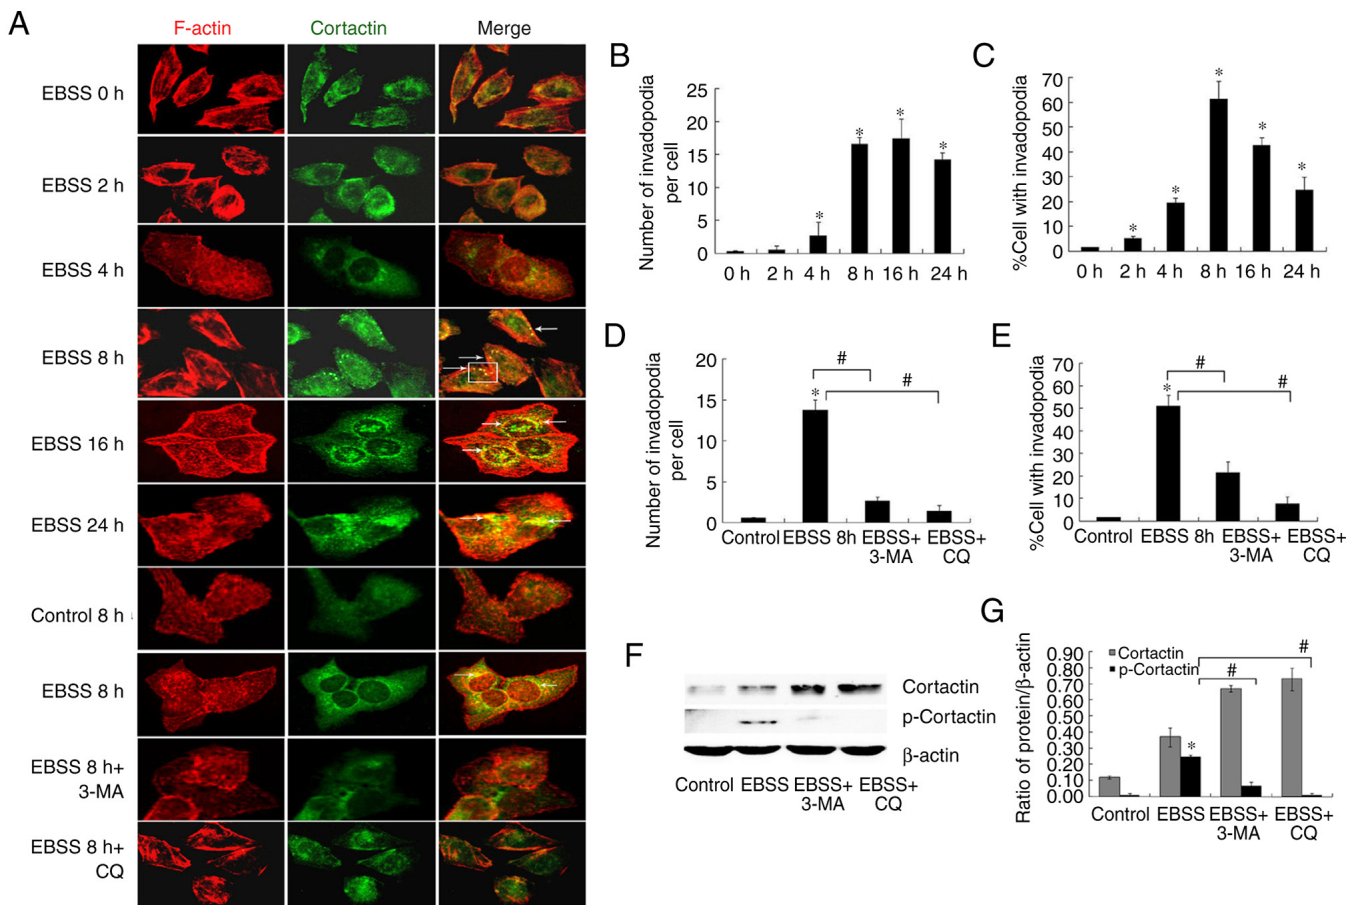 A
F-actin
Cortactin
Merge
EBSS 0 h
EBSS 2 h
EBSS 4 h
EBSS 8 h
EBSS 16 h
EBSS 24 h
Control 8 h
EBSS 8 h
EBSS 8 h+
3-MA
EBSS 8 h+
CQ
B
Number of invadopodia
per cell
25
20
15
10
5
0
* * * *
0 h 2 h 4 h 8 h 16 h 24 h
C
%Cell with invadopodia
70
60
50
40
30
20
10
0
* * * * *
0 h 2 h 4 h 8 h 16 h 24 h
D
Number of invadopodia
per cell
20
15
10
5
0
# #
*
Control EBSS 8h EBSS+ EBSS+
3-MA CQ
E
%Cell with invadopodia
70
60
50
40
30
20
10
0
# #
*
Control EBSS 8h EBSS+ EBSS+
3-MA CQ
F
Cortactin
p-Cortactin
β-actin
Control EBSS EBSS+ EBSS+
3-MA CQ
G
Ratio of protein/β-actin
0.90
0.70
0.50
0.40
0.30
0.20
0.10
0.00
Cortactin
p-Cortactin
# #
*
Control EBSS EBSS+ EBSS+
3-MA CQ